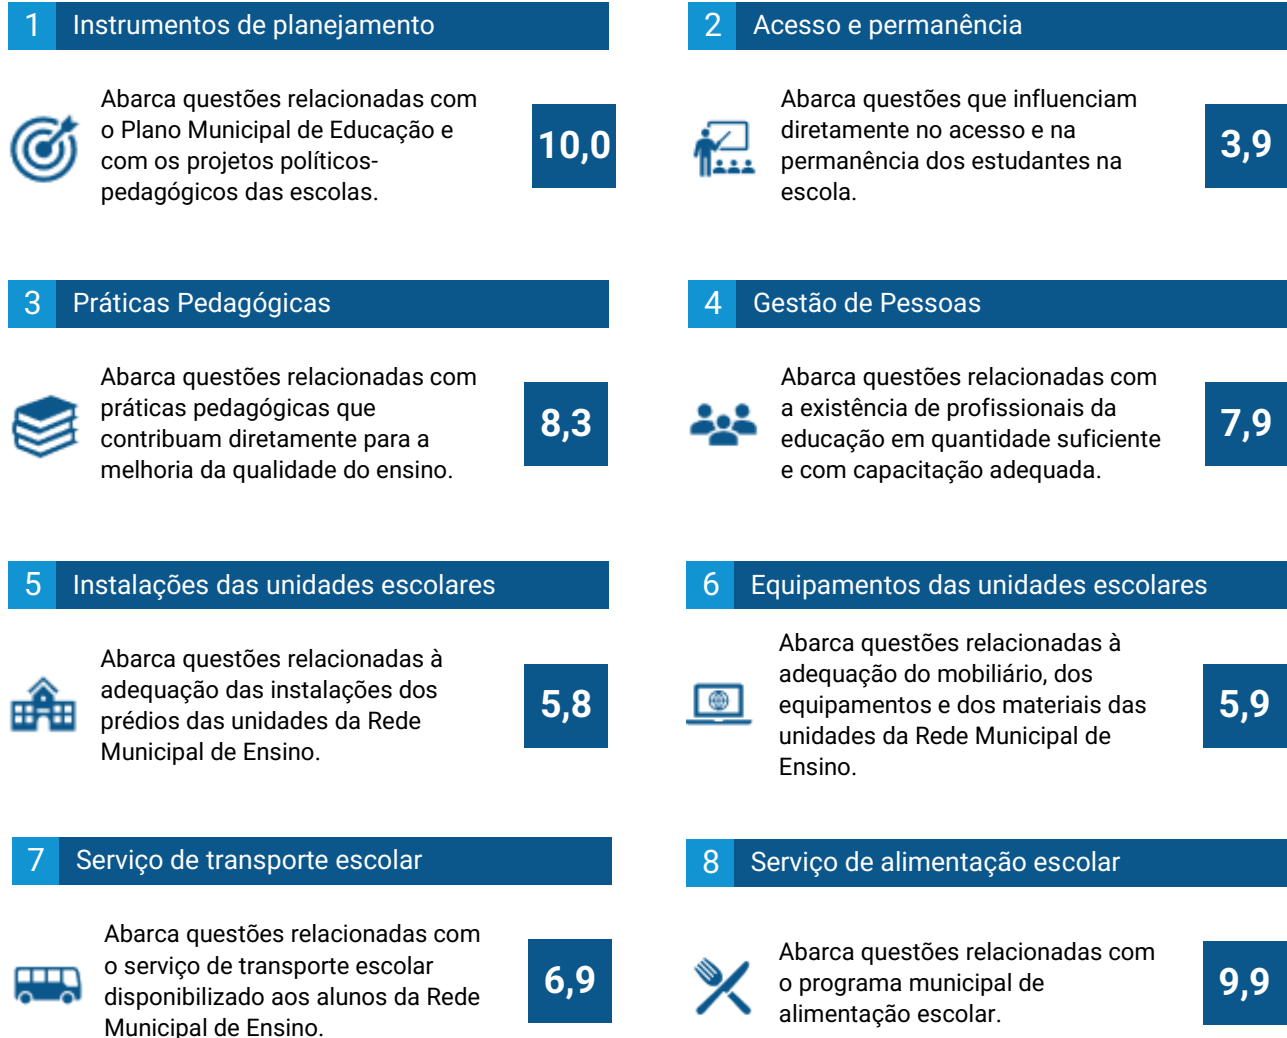 1 Instrumentos de planejamento
Abarca questões relacionadas com
o Plano Municipal de Educação e
com os projetos políticos-
pedagógicos das escolas.
10,0
2 Acesso e permanência
Abarca questões que influenciam
diretamente no acesso e na
permanência dos estudantes na
escola.
3,9
3 Práticas Pedagógicas
Abarca questões relacionadas com
práticas pedagógicas que
contribuam diretamente para a
melhoria da qualidade do ensino.
8,3
4 Gestão de Pessoas
Abarca questões relacionadas com
a existência de profissionais da
educação em quantidade suficiente
e com capacitação adequada.
7,9
5 Instalações das unidades escolares
Abarca questões relacionadas à
adequação das instalações dos
prédios das unidades da Rede
Municipal de Ensino.
5,8
6 Equipamentos das unidades escolares
Abarca questões relacionadas à
adequação do mobiliário, dos
equipamentos e dos materiais das
unidades da Rede Municipal de
Ensino.
5,9
7 Serviço de transporte escolar
Abarca questões relacionadas com
o serviço de transporte escolar
disponibilizado aos alunos da Rede
Municipal de Ensino.
6,9
8 Serviço de alimentação escolar
Abarca questões relacionadas com
o programa municipal de
alimentação escolar.
9,9